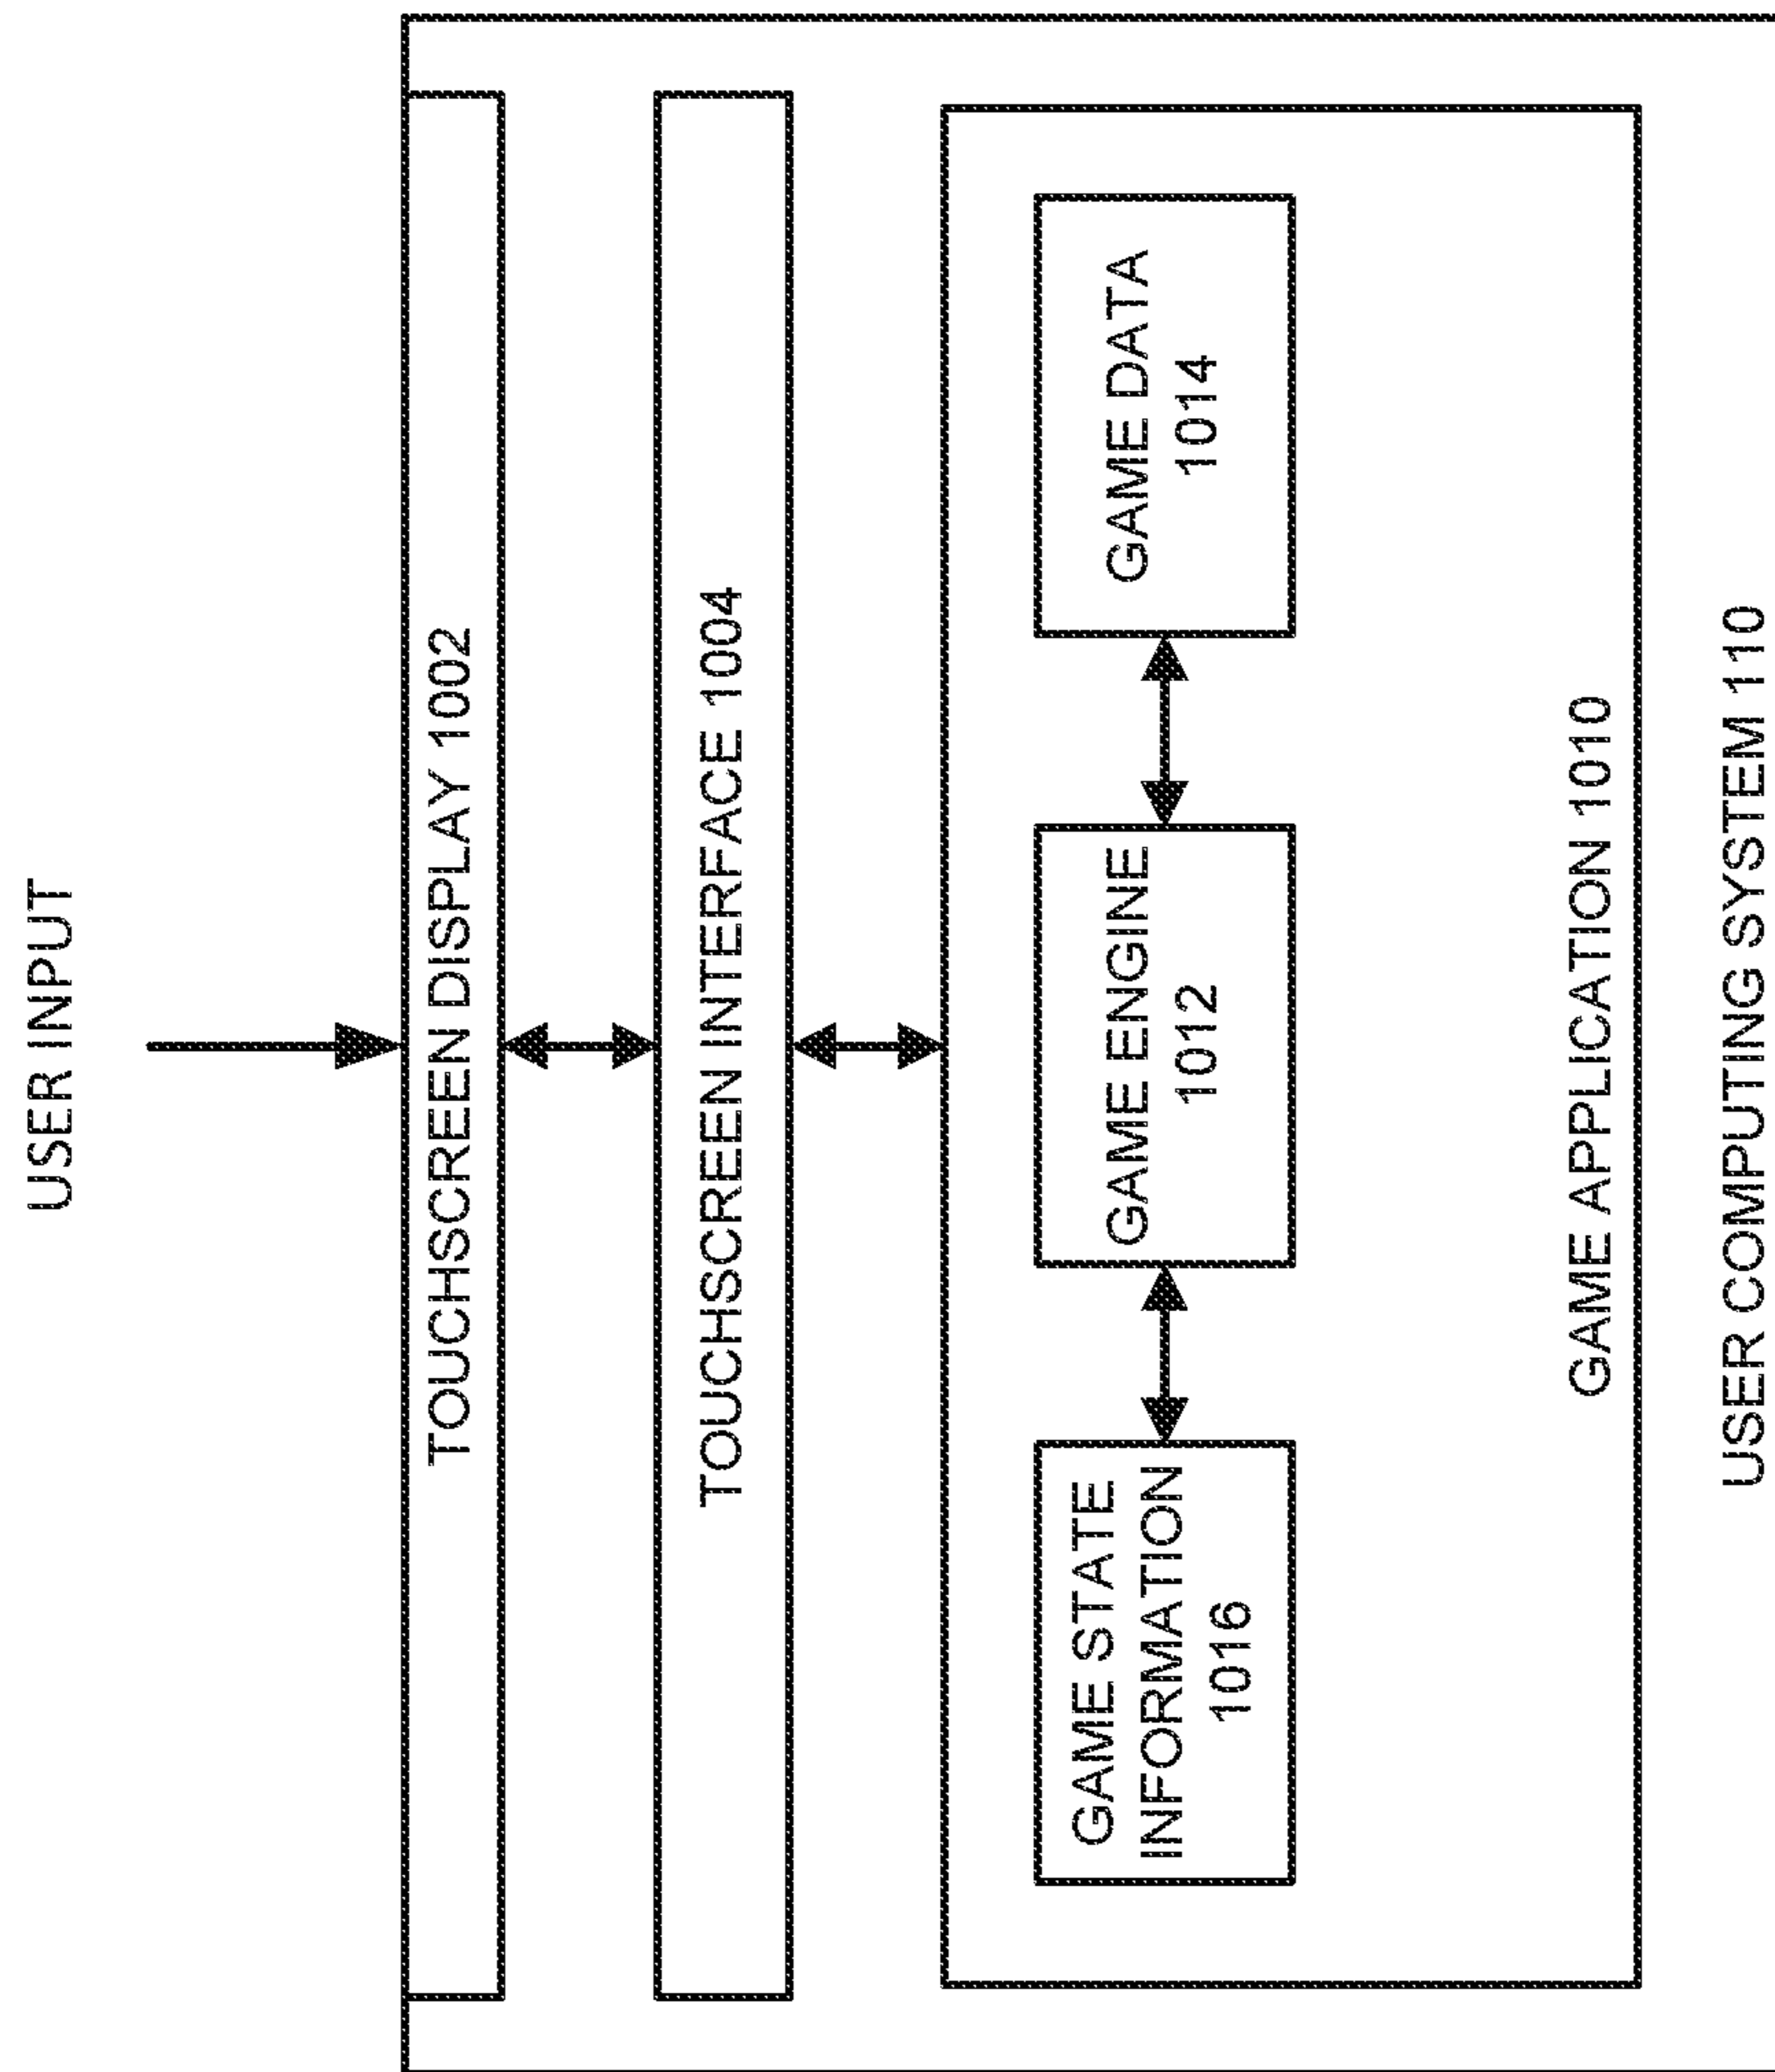 USER INPUT
TOUCHSCREEN DISPLAY 1002
TOUCHSCREEN INTERFACE 1004
GAME STATE
INFORMATION
1016
GAME ENGINE
1012
GAME DATA
1014
GAME APPLICATION 1010
USER COMPUTING SYSTEM 110